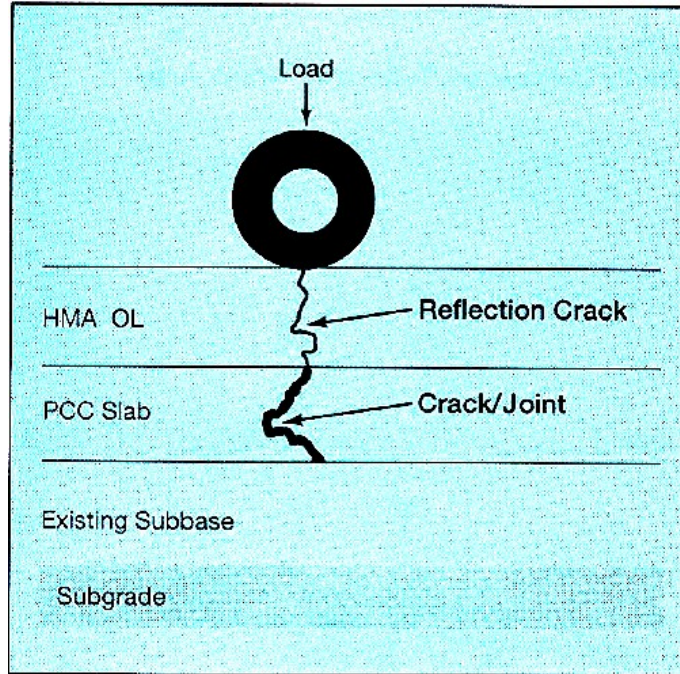 Load
HMA OL
Reflection Crack
PCC Slab
Crack/Joint
Existing Subbase
Subgrade